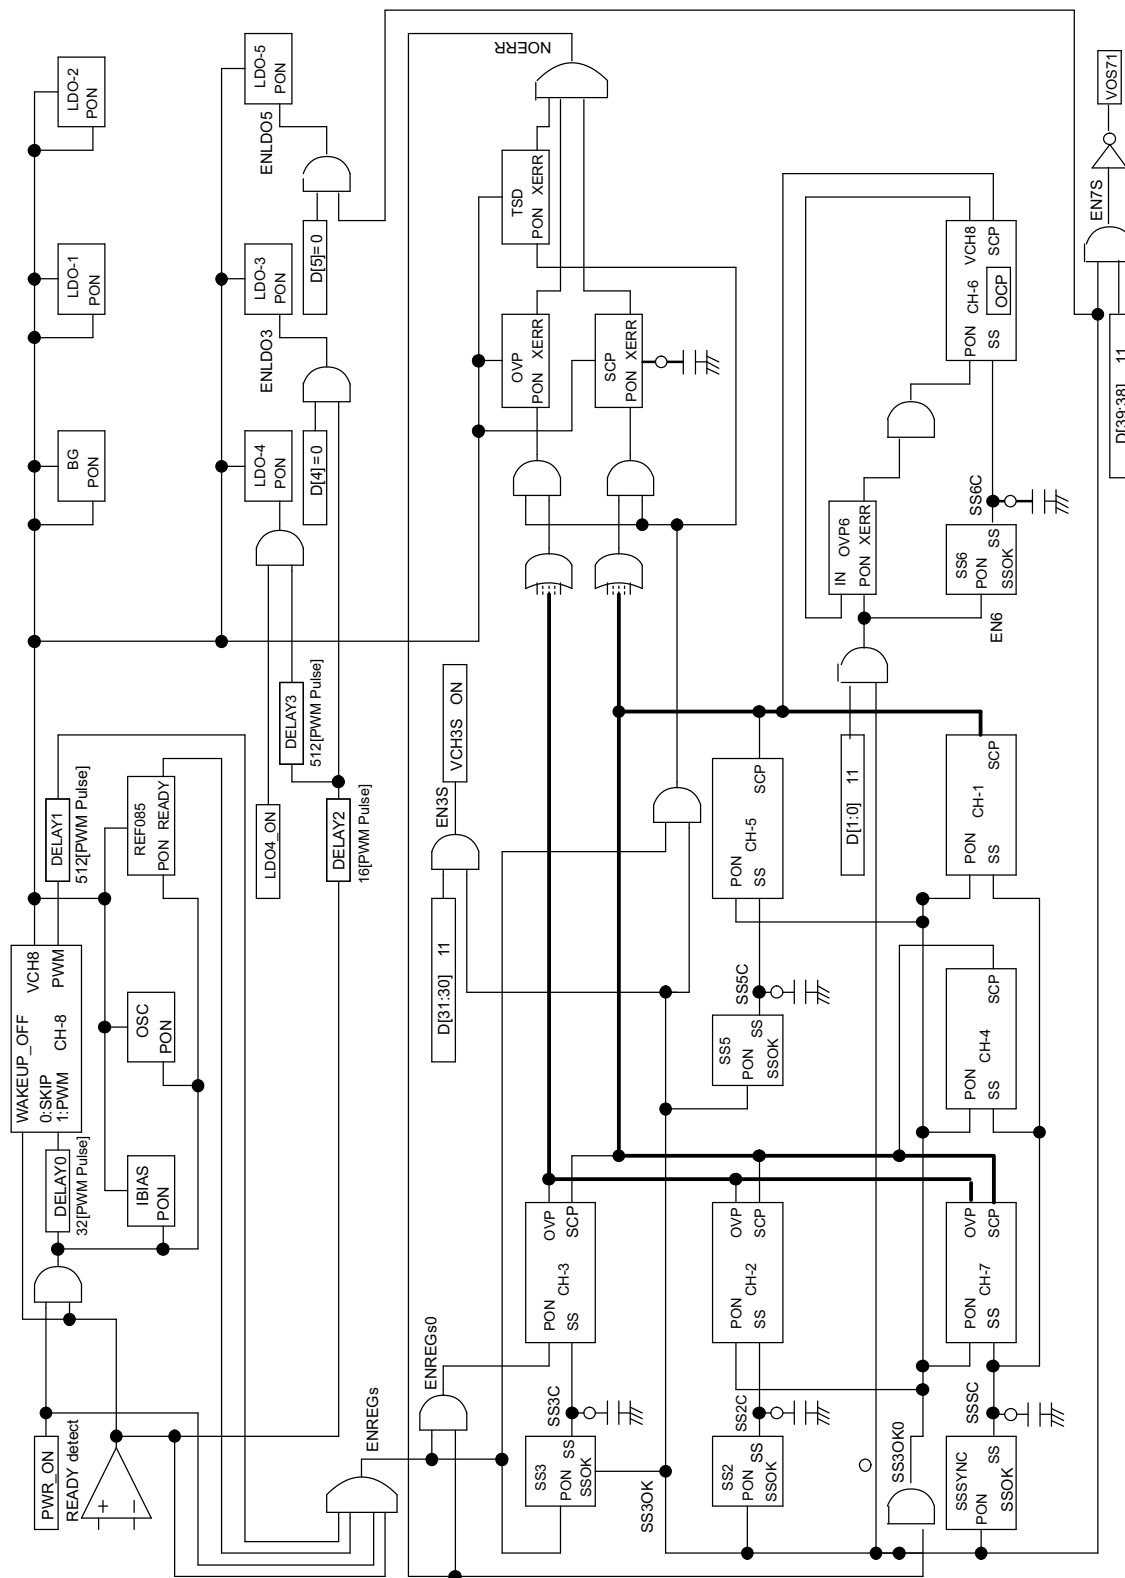 LDO-2
PON
LDO-5
PON
NOERR
ENLDO5
VOS71
EN7S
D[39:38] 11
LDO-1
PON
LDO-3
PON
D[5]= 0
ENLDO3
TSD
PON XERR
OVP
PON XERR
SCP
PON XERR
VCH8
SCP
CH-6
OCP
PON
SS
BG
PON
LDO-4
PON
D[4] = 0
SS6C
IN OVP6
PON XERR
SS6
PON SS
SSOK
EN6
DELAY3
512[PWM Pulse]
VCH3S ON
EN3S
D[31:30] 11
LDO4_ON
DELAY2
16[PWM Pulse]
DELAY1
512[PWM Pulse]
REF085
PON READY
D[1:0] 11
SCP
CH-5
PON
SS
SCP
CH-1
PON
SS
WAKEUP_OFF
VCH8
0:SKIP
1:PWM
CH-8
PWM
OSC
PON
SS5C
SS5
PON SS
SSOK
SCP
CH-4
PON
SS
DELAY0
32[PWM Pulse]
IBIAS
PON
OVP
SCP
CH-3
PON
SS
OVP
SCP
CH-2
PON
SS
OVP
SCP
CH-7
PON
SS
ENREGs0
SS3C
SS2C
SSSC
PWR_ON
READY detect
+
−
ENREGs
SS3
PON SS
SSOK
SS3OK
SS2
PON SS
SSOK
SS3OK0
SSSYNC
PON SS
SSOK